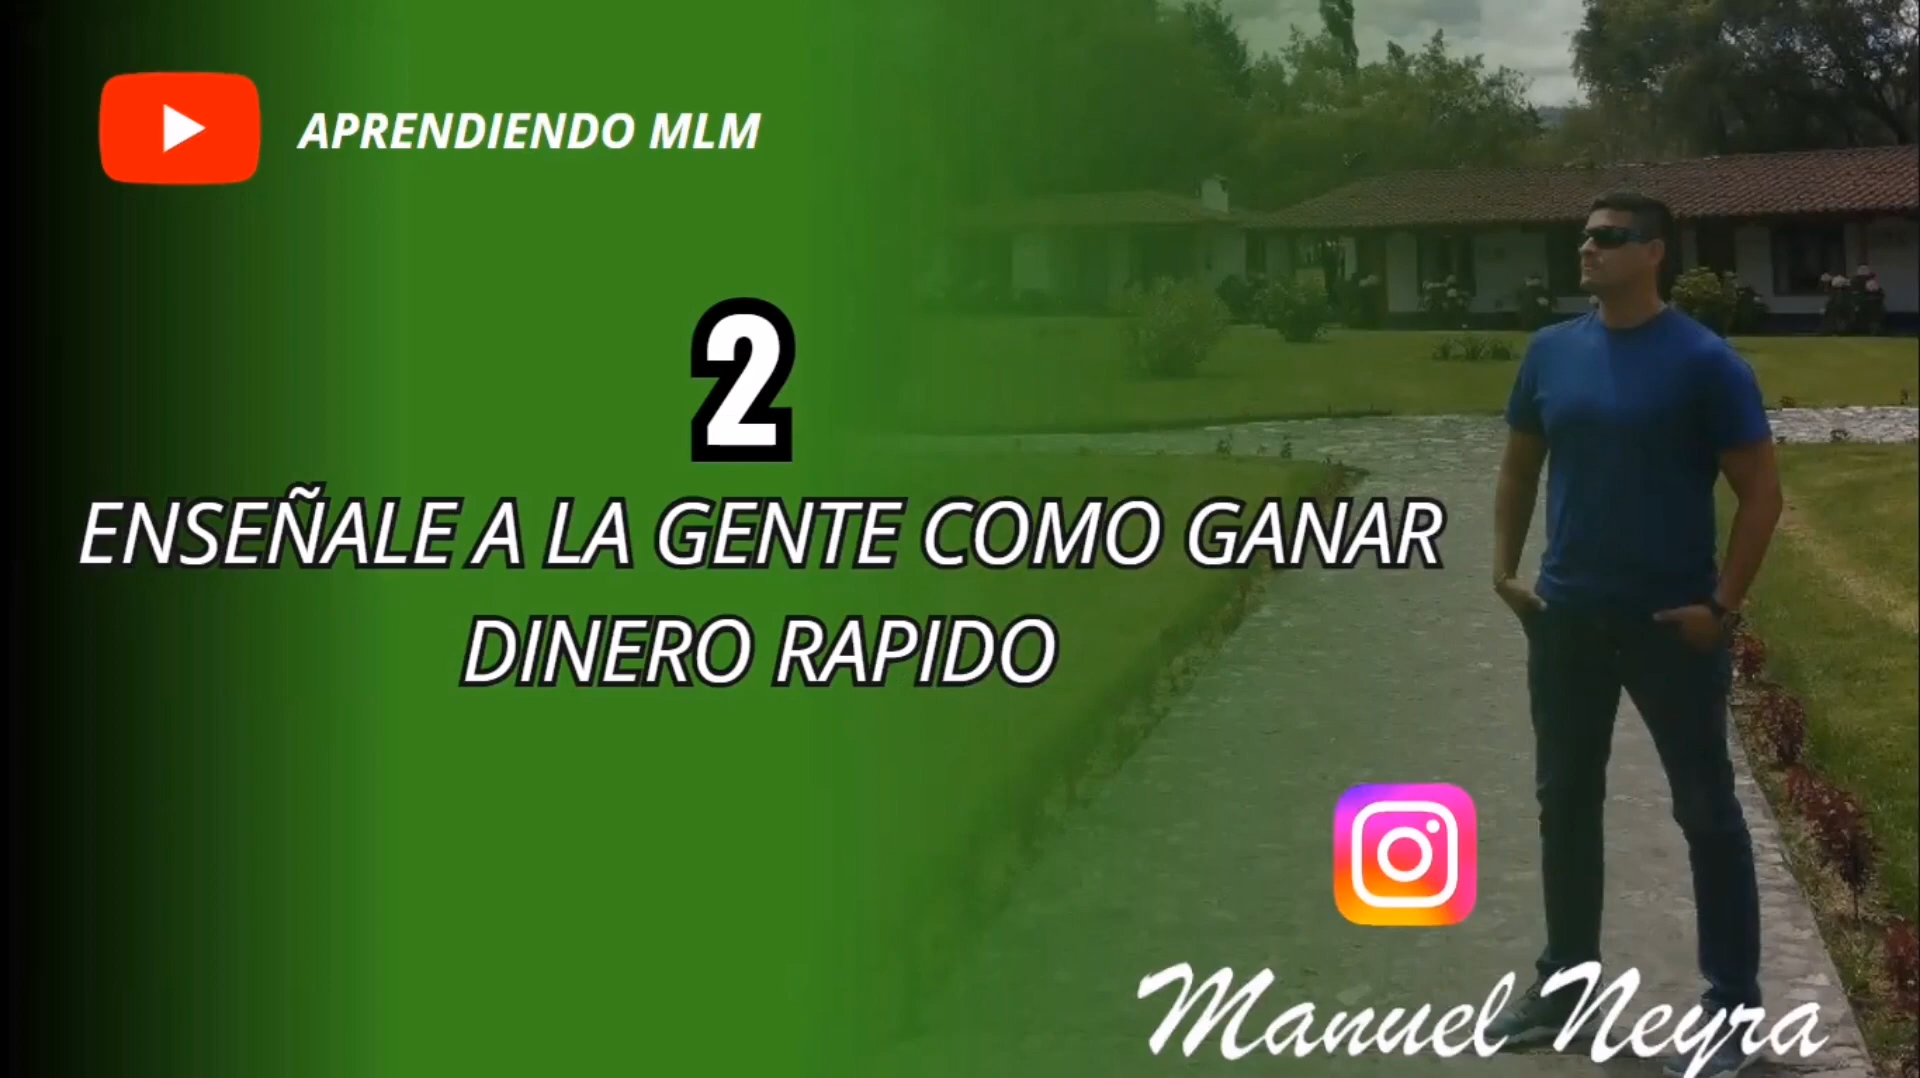 APRENDIENDO MLM
2
ENSEÑALE A LA GENTE COMO GANAR
DINERO RAPIDO
Manuel Neyra